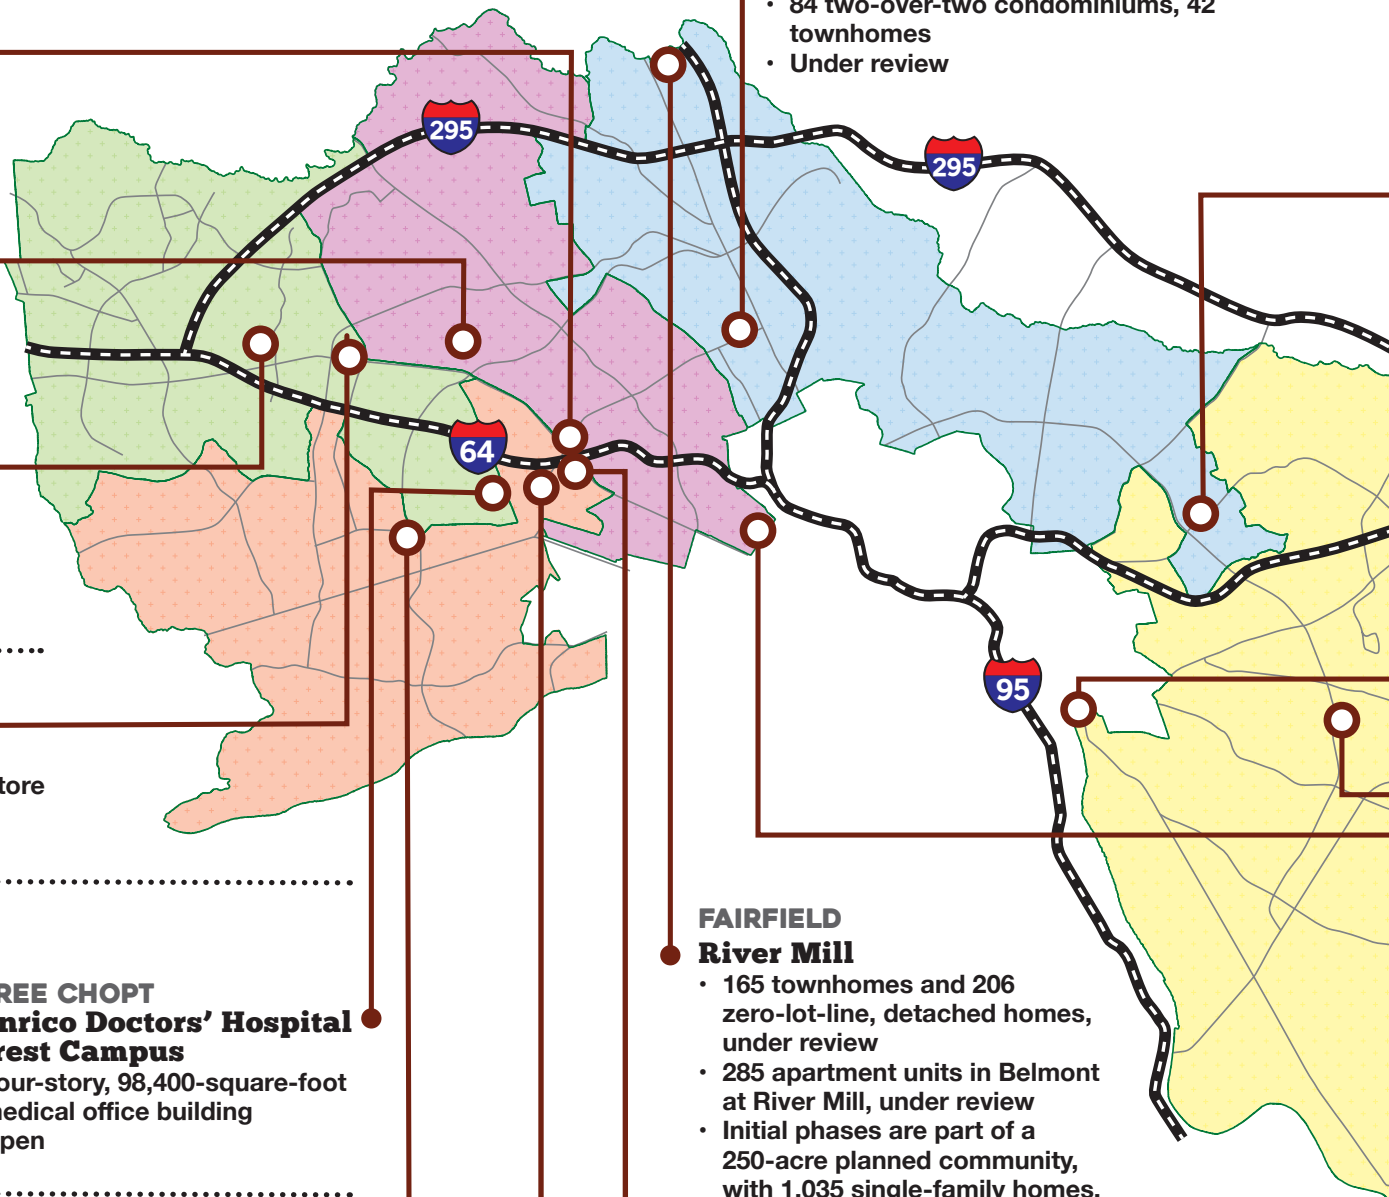 84 two-over-two condominiums, 42
townhomes
• Under review
295
295
64
95
tore
FAIRFIELD
River Mill
• 165 townhomes and 206
zero-lot-line, detached homes,
under review
• 285 apartment units in Belmont
at River Mill, under review
• Initial phases are part of a
250-acre planned community,
with 1,035 single-family homes,
REE CHOPT
nrico Doctors’ Hospital
rest Campus
our-story, 98,400-square-foot
nedical office building
pen